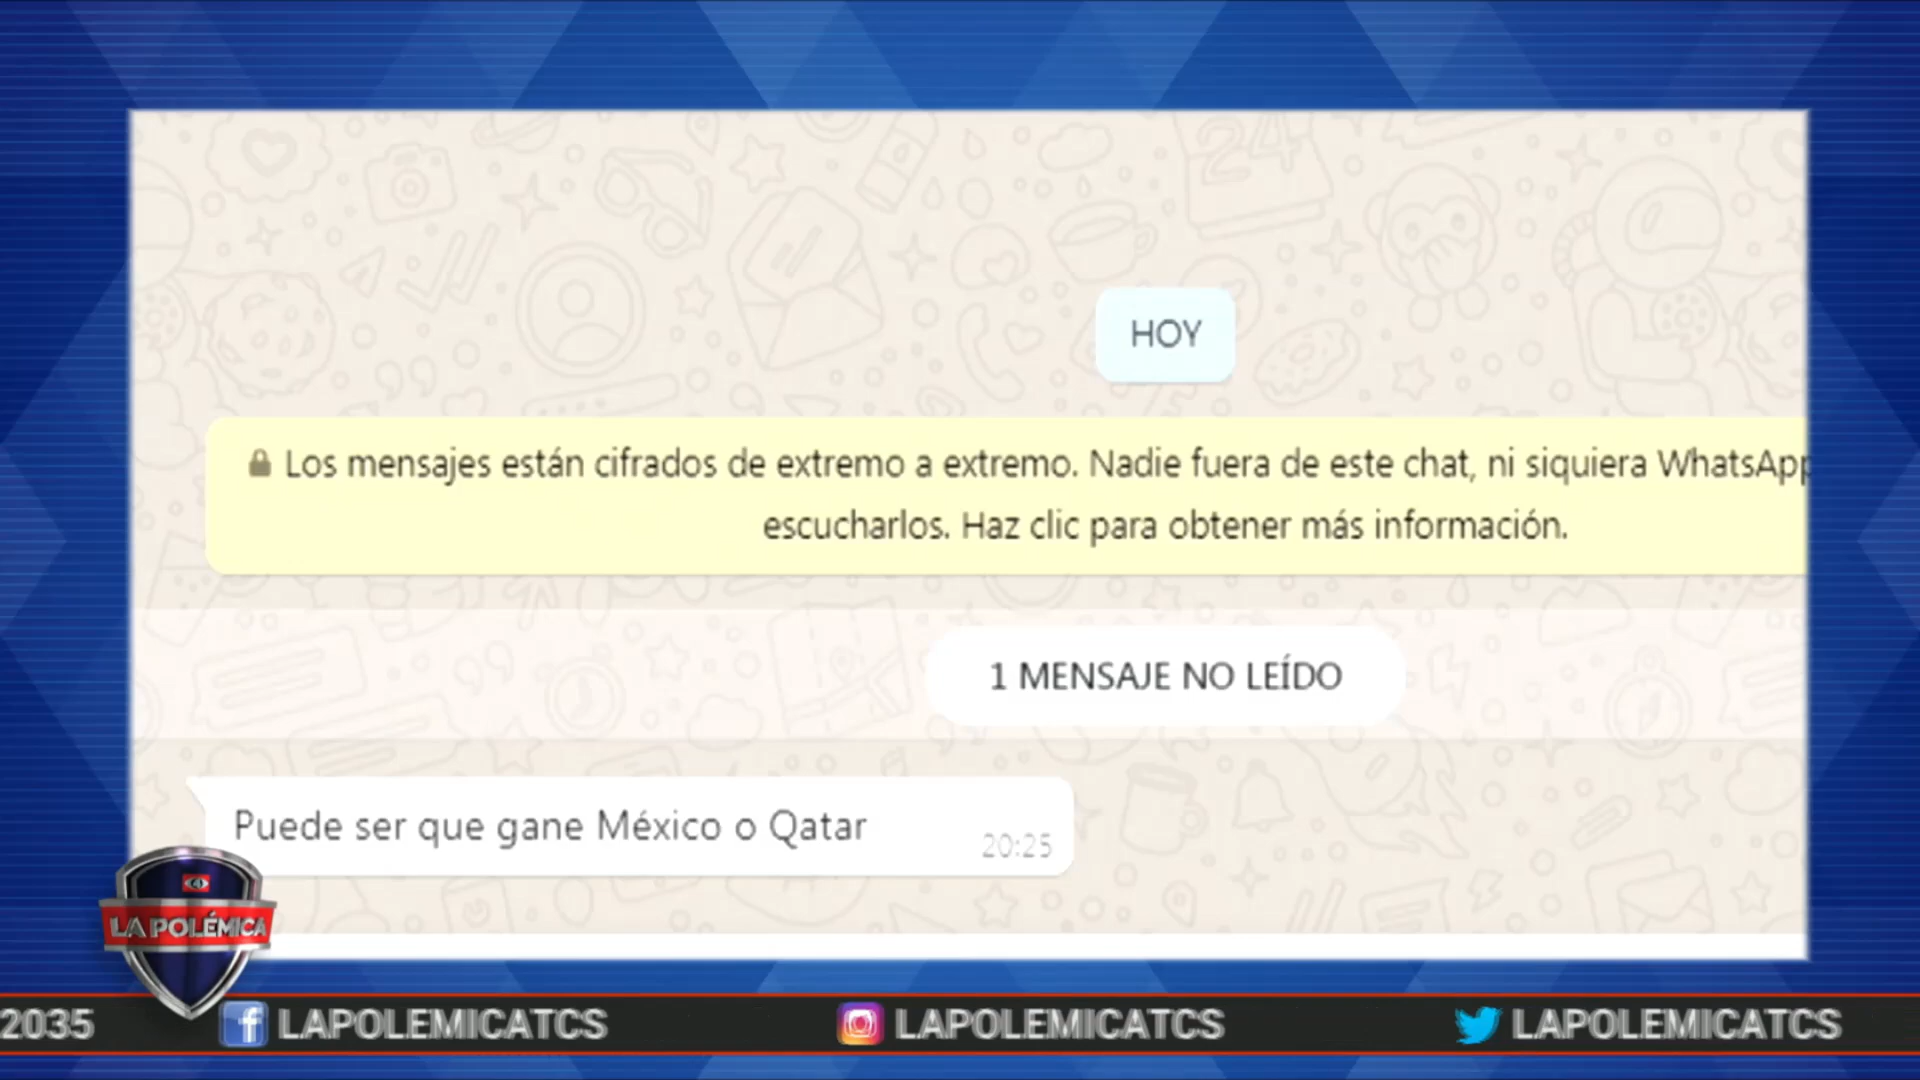 24
HOY
Los mensajes están cifrados de extremo a extremo. Nadie fuera de este chat, ni siquiera WhatsApp
escucharlos. Haz clic para obtener más información.
1 MENSAJE NO LEÍDO
Puede ser que gane México o Qatar
20:25
4
LA POLÉMICA
2035
LAPOLEMICATCS
LAPOLEMICATCS
LAPOLEMICATCS